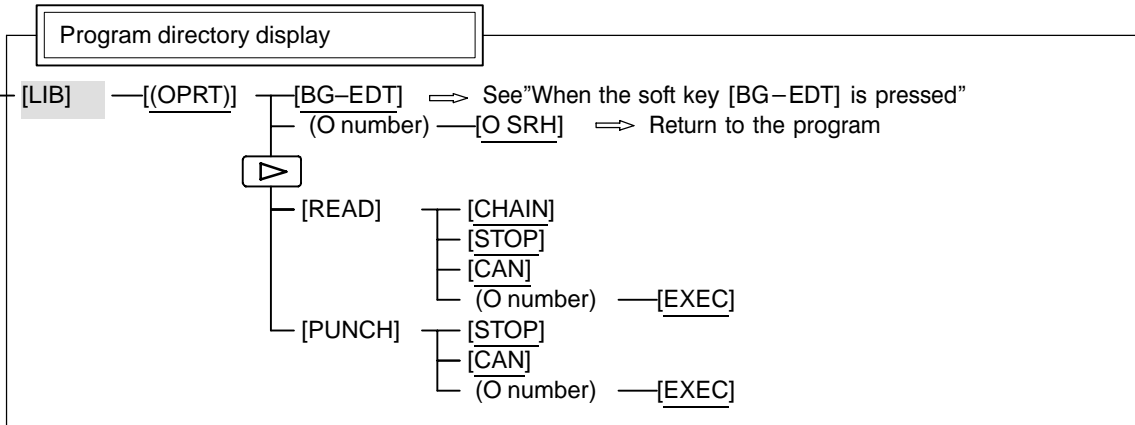 Program directory display
[LIB] [(OPRT)] [BG–EDT] See”When the soft key [BG–EDT] is pressed”
(O number) [O SRH] Return to the program
[READ] [CHAIN]
[STOP]
[CAN]
(O number) [EXEC]
[PUNCH] [STOP]
[CAN]
(O number) [EXEC]